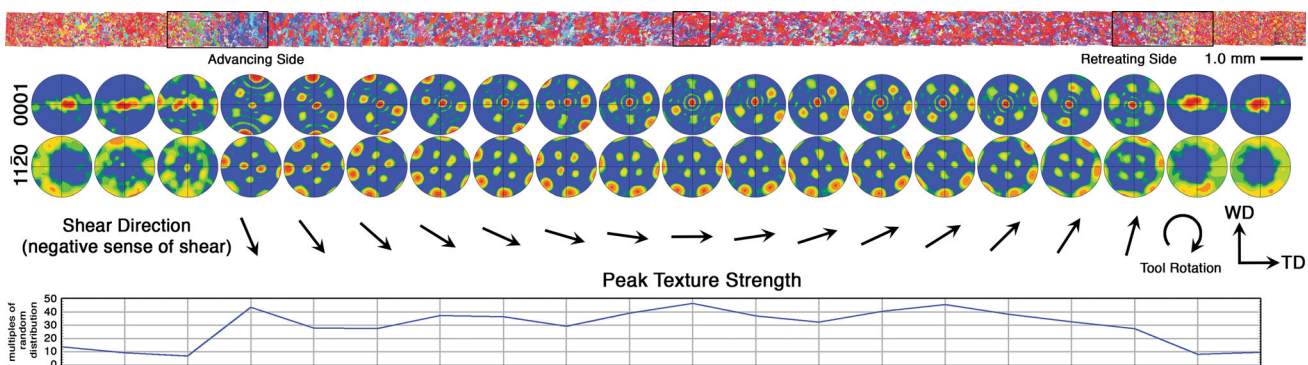 Advancing Side
Retreating Side
1.0 mm
0001
112̄0
Shear Direction
(negative sense of shear)
Tool Rotation
WD
TD
Peak Texture Strength
multiples of
random
distribution
50
40
30
20
10
0